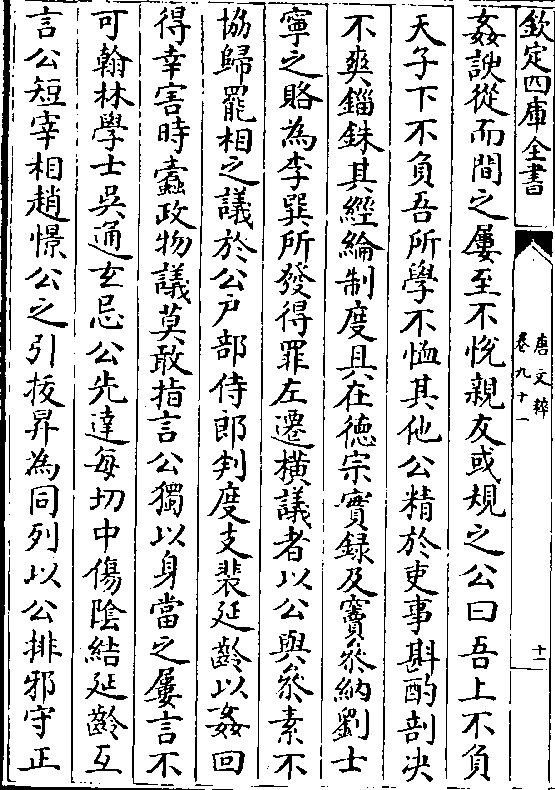 欽定四庫全書
唐文粹
卷九十一
十一
姦諛從而間之屢至不悅親友或規之公曰吾上不負
天子下不負吾所學不恤其他公精於吏事斟酌剖决
不爽錙銖其經綸制度具在德宗實錄及竇叅納劉士
寧之賂為李巽所發得罪左遷橫議者以公與叅素不
協歸罷相之議於公户部侍郎判度支裴延齡以姦回
得幸害時蠹政物議莫敢指言公獨以身當之屢言不
可翰林學士吳通玄忌公先達每切中傷陰結延齡互
言公短宰相趙憬公之引拔昇為同列以公排邪守正